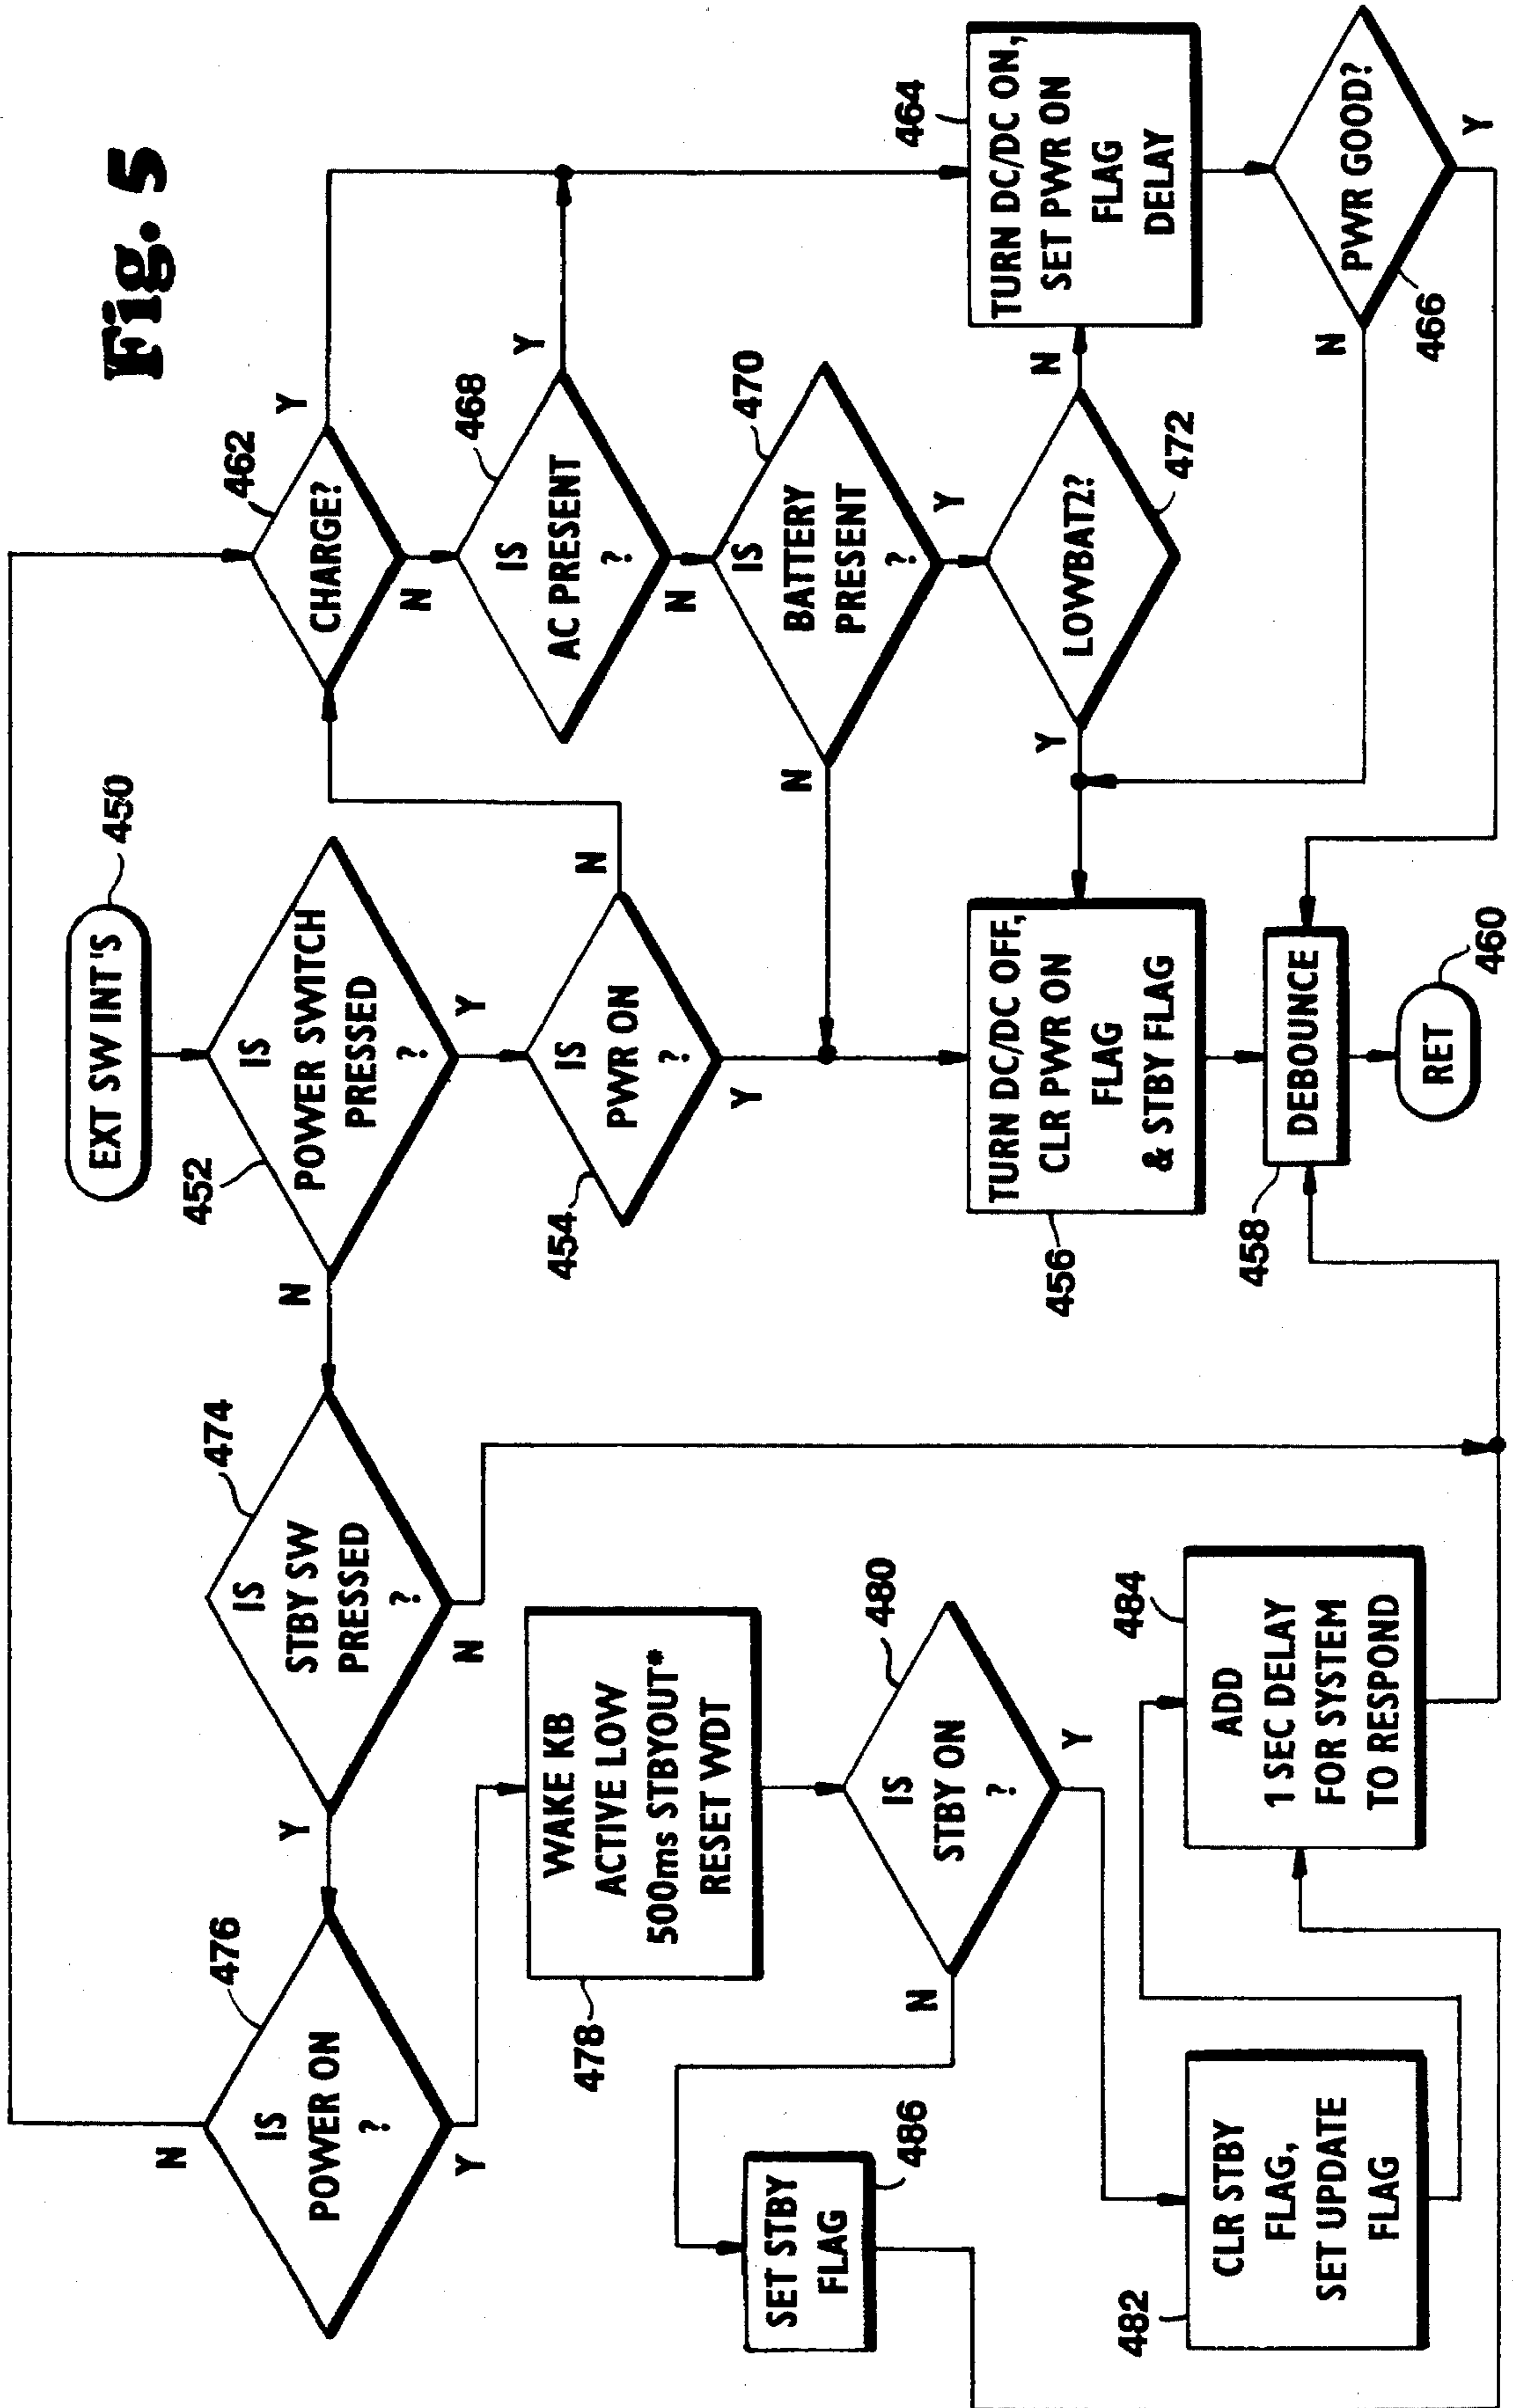 Fig. 5
EXT SW INT'S
450
IS
POWER SWITCH
PRESSED
?
452
N
Y
IS
PWR ON
?
454
N
Y
TURN DC/DC OFF,
CLR PWR ON
FLAG
& STBY FLAG
456
DEBOUNCE
458
RET
460
CHARGE?
462
Y
N
IS
AC PRESENT
?
468
Y
N
IS
BATTERY
PRESENT
?
470
N
Y
LOWBAT2?
472
Y
N
TURN DC/DC ON,
SET PWR ON
FLAG
DELAY
464
PWR GOOD?
466
N
Y
IS
STBY SW
PRESSED
?
474
Y
N
IS
POWER ON
?
476
N
Y
WAKE KB
ACTIVE LOW
500ms STBYOUT*
RESET WDT
478
IS
STBY ON
?
480
N
Y
SET STBY
FLAG
486
CLR STBY
FLAG,
SET UPDATE
FLAG
482
ADD
1 SEC DELAY
FOR SYSTEM
TO RESPOND
484